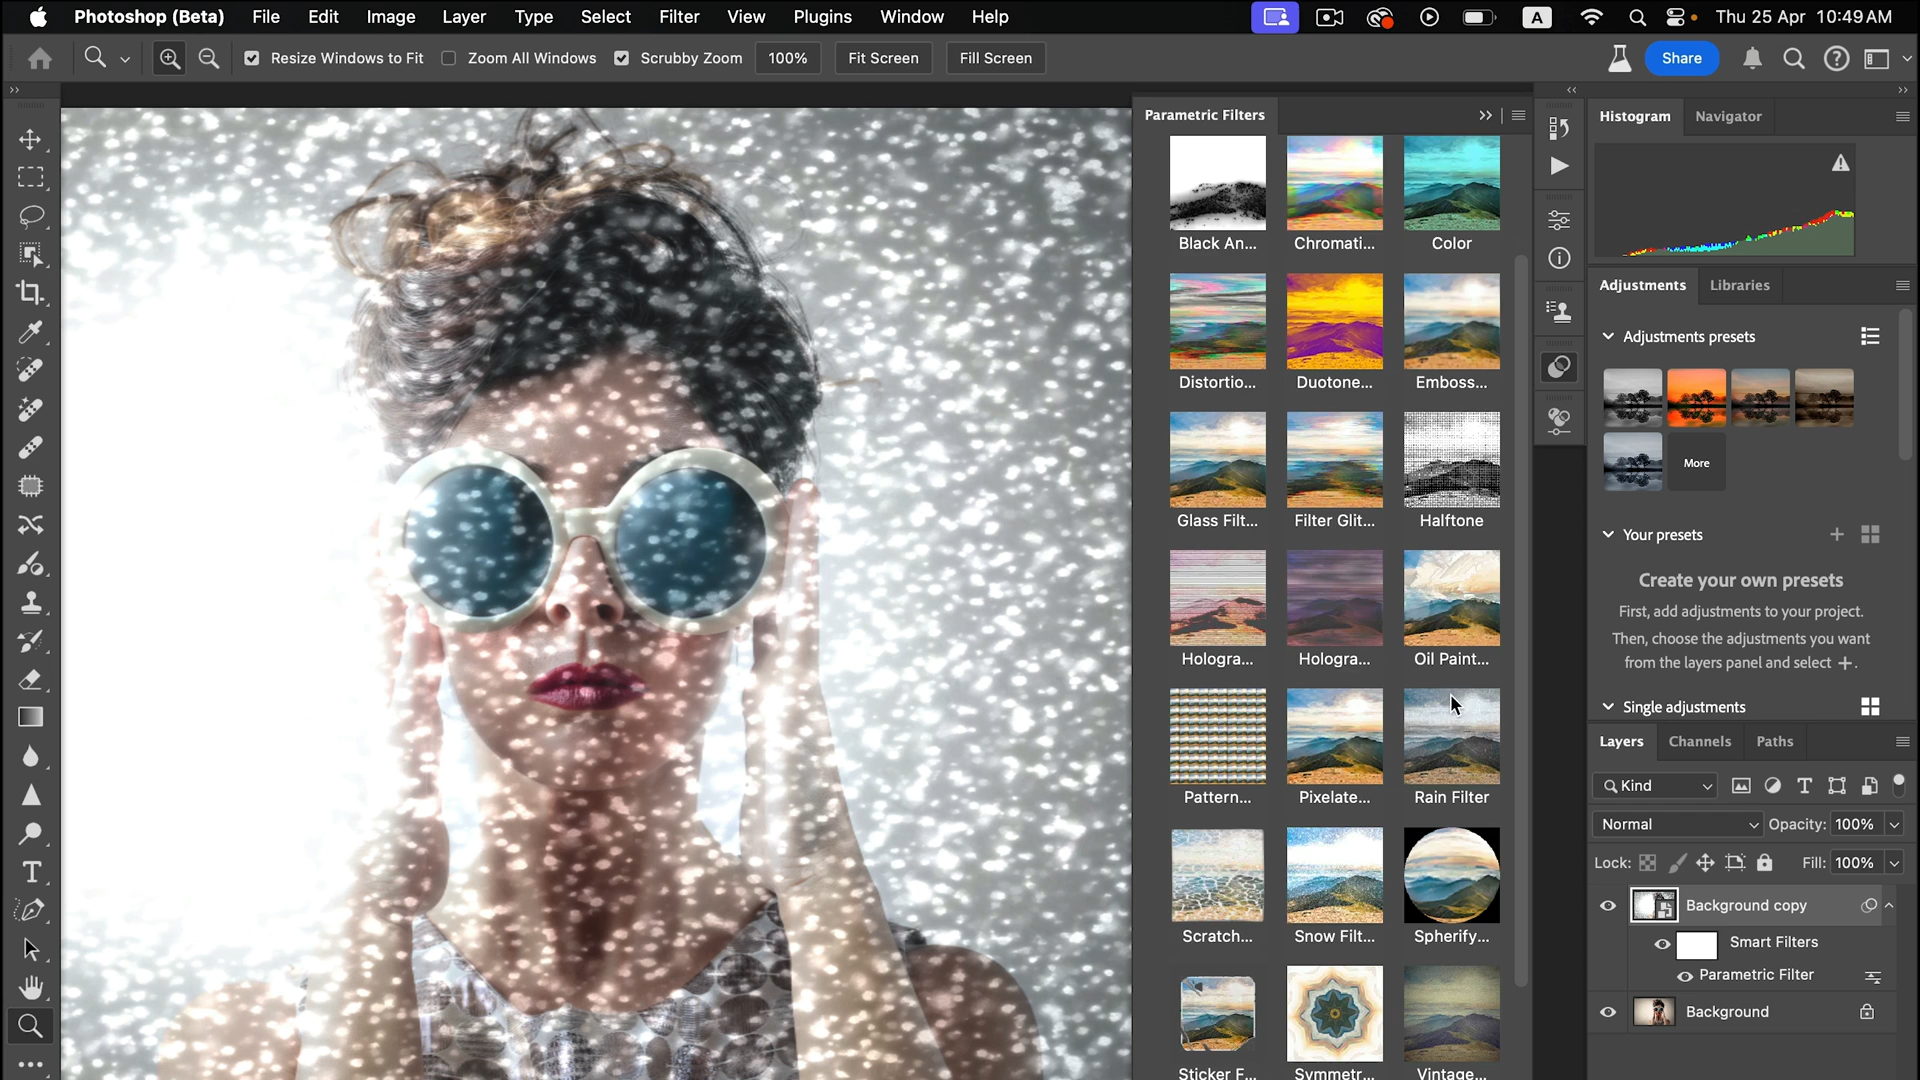 Photoshop (Beta) File Edit Image Layer Type Select Filter View Plugins Window Help A Thu 25 Apr 10:49 AM
Resize Windows to Fit Zoom All Windows Scrubby Zoom 100% Fit Screen Fill Screen Share
Parametric Filters
Black An... Chromati... Color
Distortio... Duotone... Emboss...
Glass Filt... Filter Glit... Halftone
Hologra... Hologra... Oil Paint...
Pattern... Pixelate... Rain Filter
Scratch... Snow Filt... Spherify...
Sticker F... Symmetr... Vintage...
Histogram Navigator
Adjustments Libraries
Adjustments presets
More
Your presets
Create your own presets
First, add adjustments to your project.
Then, choose the adjustments you want
from the layers panel and select +.
Single adjustments
Layers Channels Paths
Kind
Normal Opacity: 100%
Lock: Fill: 100%
Background copy
Smart Filters
Parametric Filter
Background